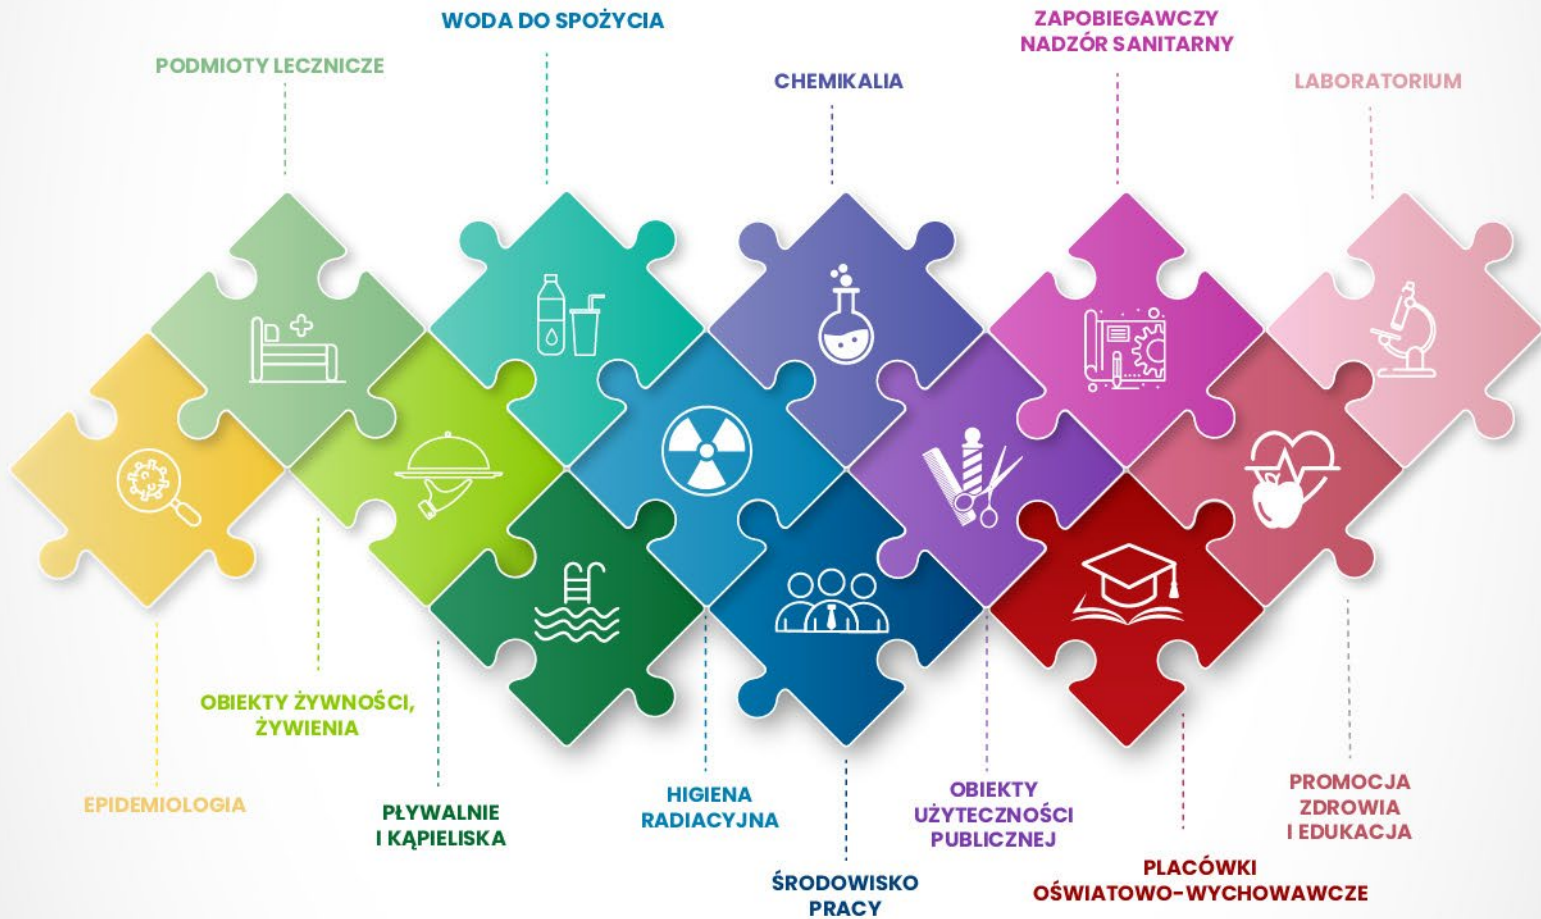 WODA DO SPOŻYCIA
ZAPOBIEGAWCZY
NADZÓR SANITARNY
PODMIOTY LECZNICZE
CHEMIKALIA
LABORATORIUM
OBIEKTY ŻYWNOŚCI,
ŻYWIENIA
EPIDEMIOLOGIA
PŁYWALNIE
I KĄPIELISKA
HIGIENA
RADIACYJNA
ŚRODOWISKO
PRACY
OBIEKTY
UŻYTECZNOŚCI
PUBLICZNEJ
PLACÓWKI
OŚWIATOWO-WYCHOWAWCZE
PROMOCJA
ZDROWIA
I EDUKACJA